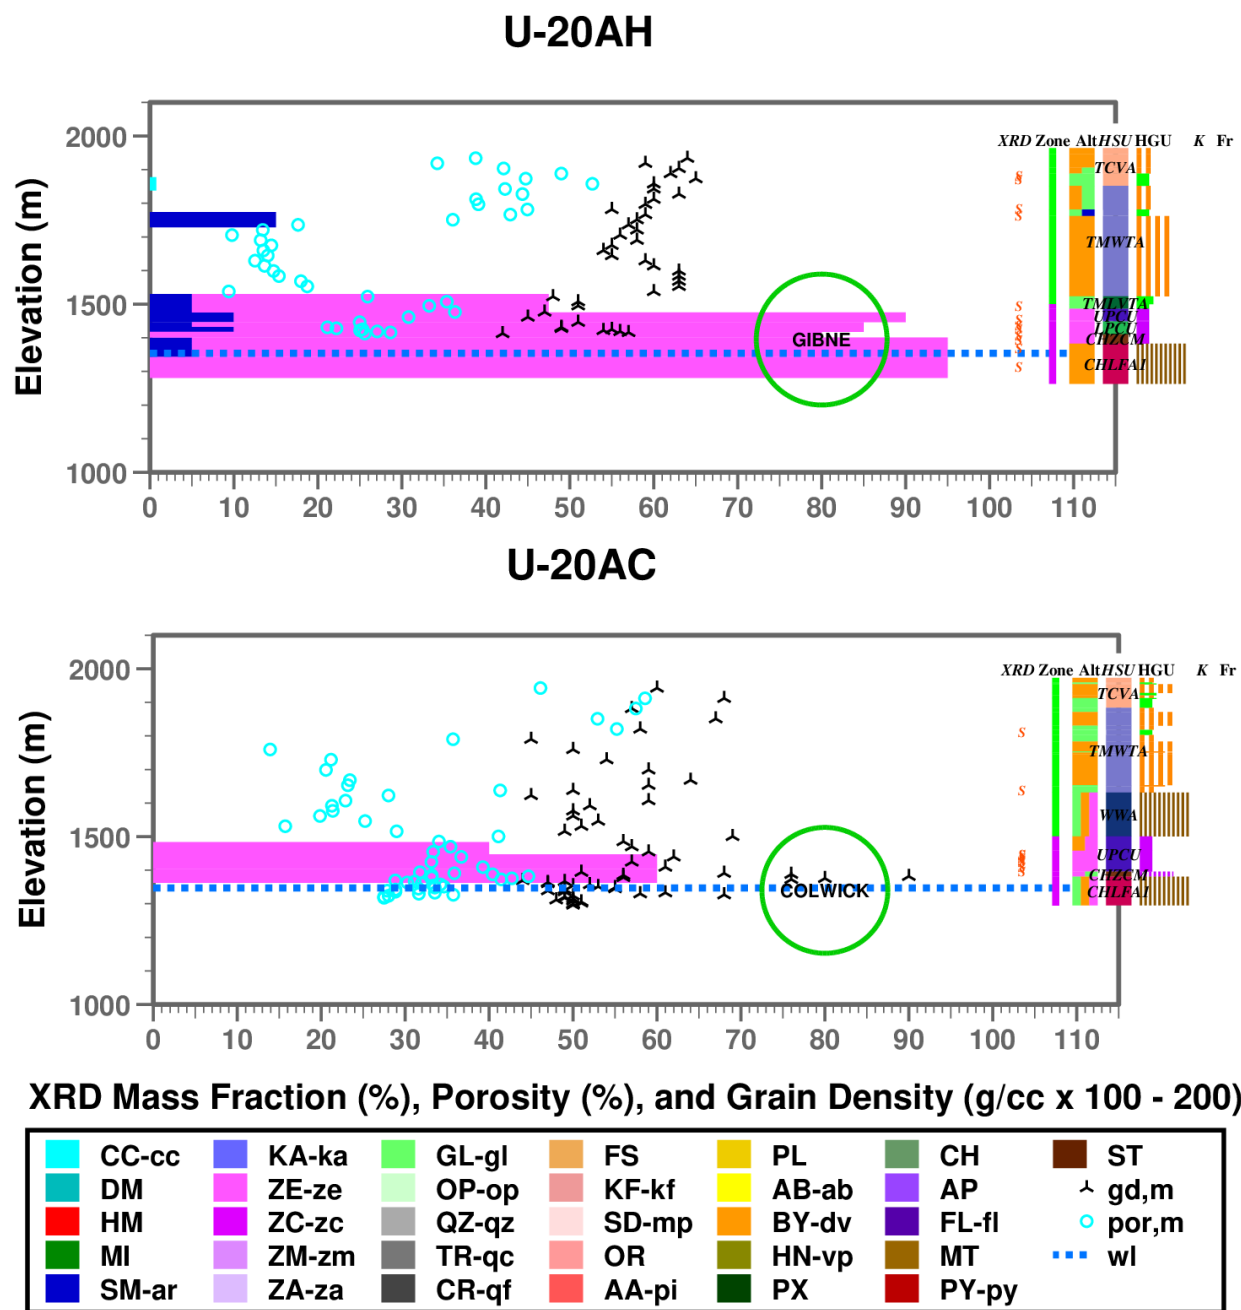 U-20AH
XRD Zone Alt HSU HGU K Fr
2000
1500
1000
Elevation (m)
TCVA
TMWTA
TMLVTA
UPCU
LPCU
CHZCM
CHLFAI
S
GIBNE
0 10 20 30 40 50 60 70 80 90 100 110
U-20AC
XRD Zone Alt HSU HGU K Fr
2000
1500
1000
Elevation (m)
TCVA
S
TMWTA
S
WWA
UPCU
CHZCM
CHLFAI
COLWICK
0 10 20 30 40 50 60 70 80 90 100 110
XRD Mass Fraction (%), Porosity (%), and Grain Density (g/cc x 100 - 200)
CC-cc KA-ka GL-gl FS PL CH ST
DM ZE-ze OP-op KF-kf AB-ab AP gd,m
HM ZC-zc QZ-qz SD-mp BY-dv FL-fl por,m
MI ZM-zm TR-qc OR HN-vp MT wl
SM-ar ZA-za CR-qf AA-pi PX PY-py